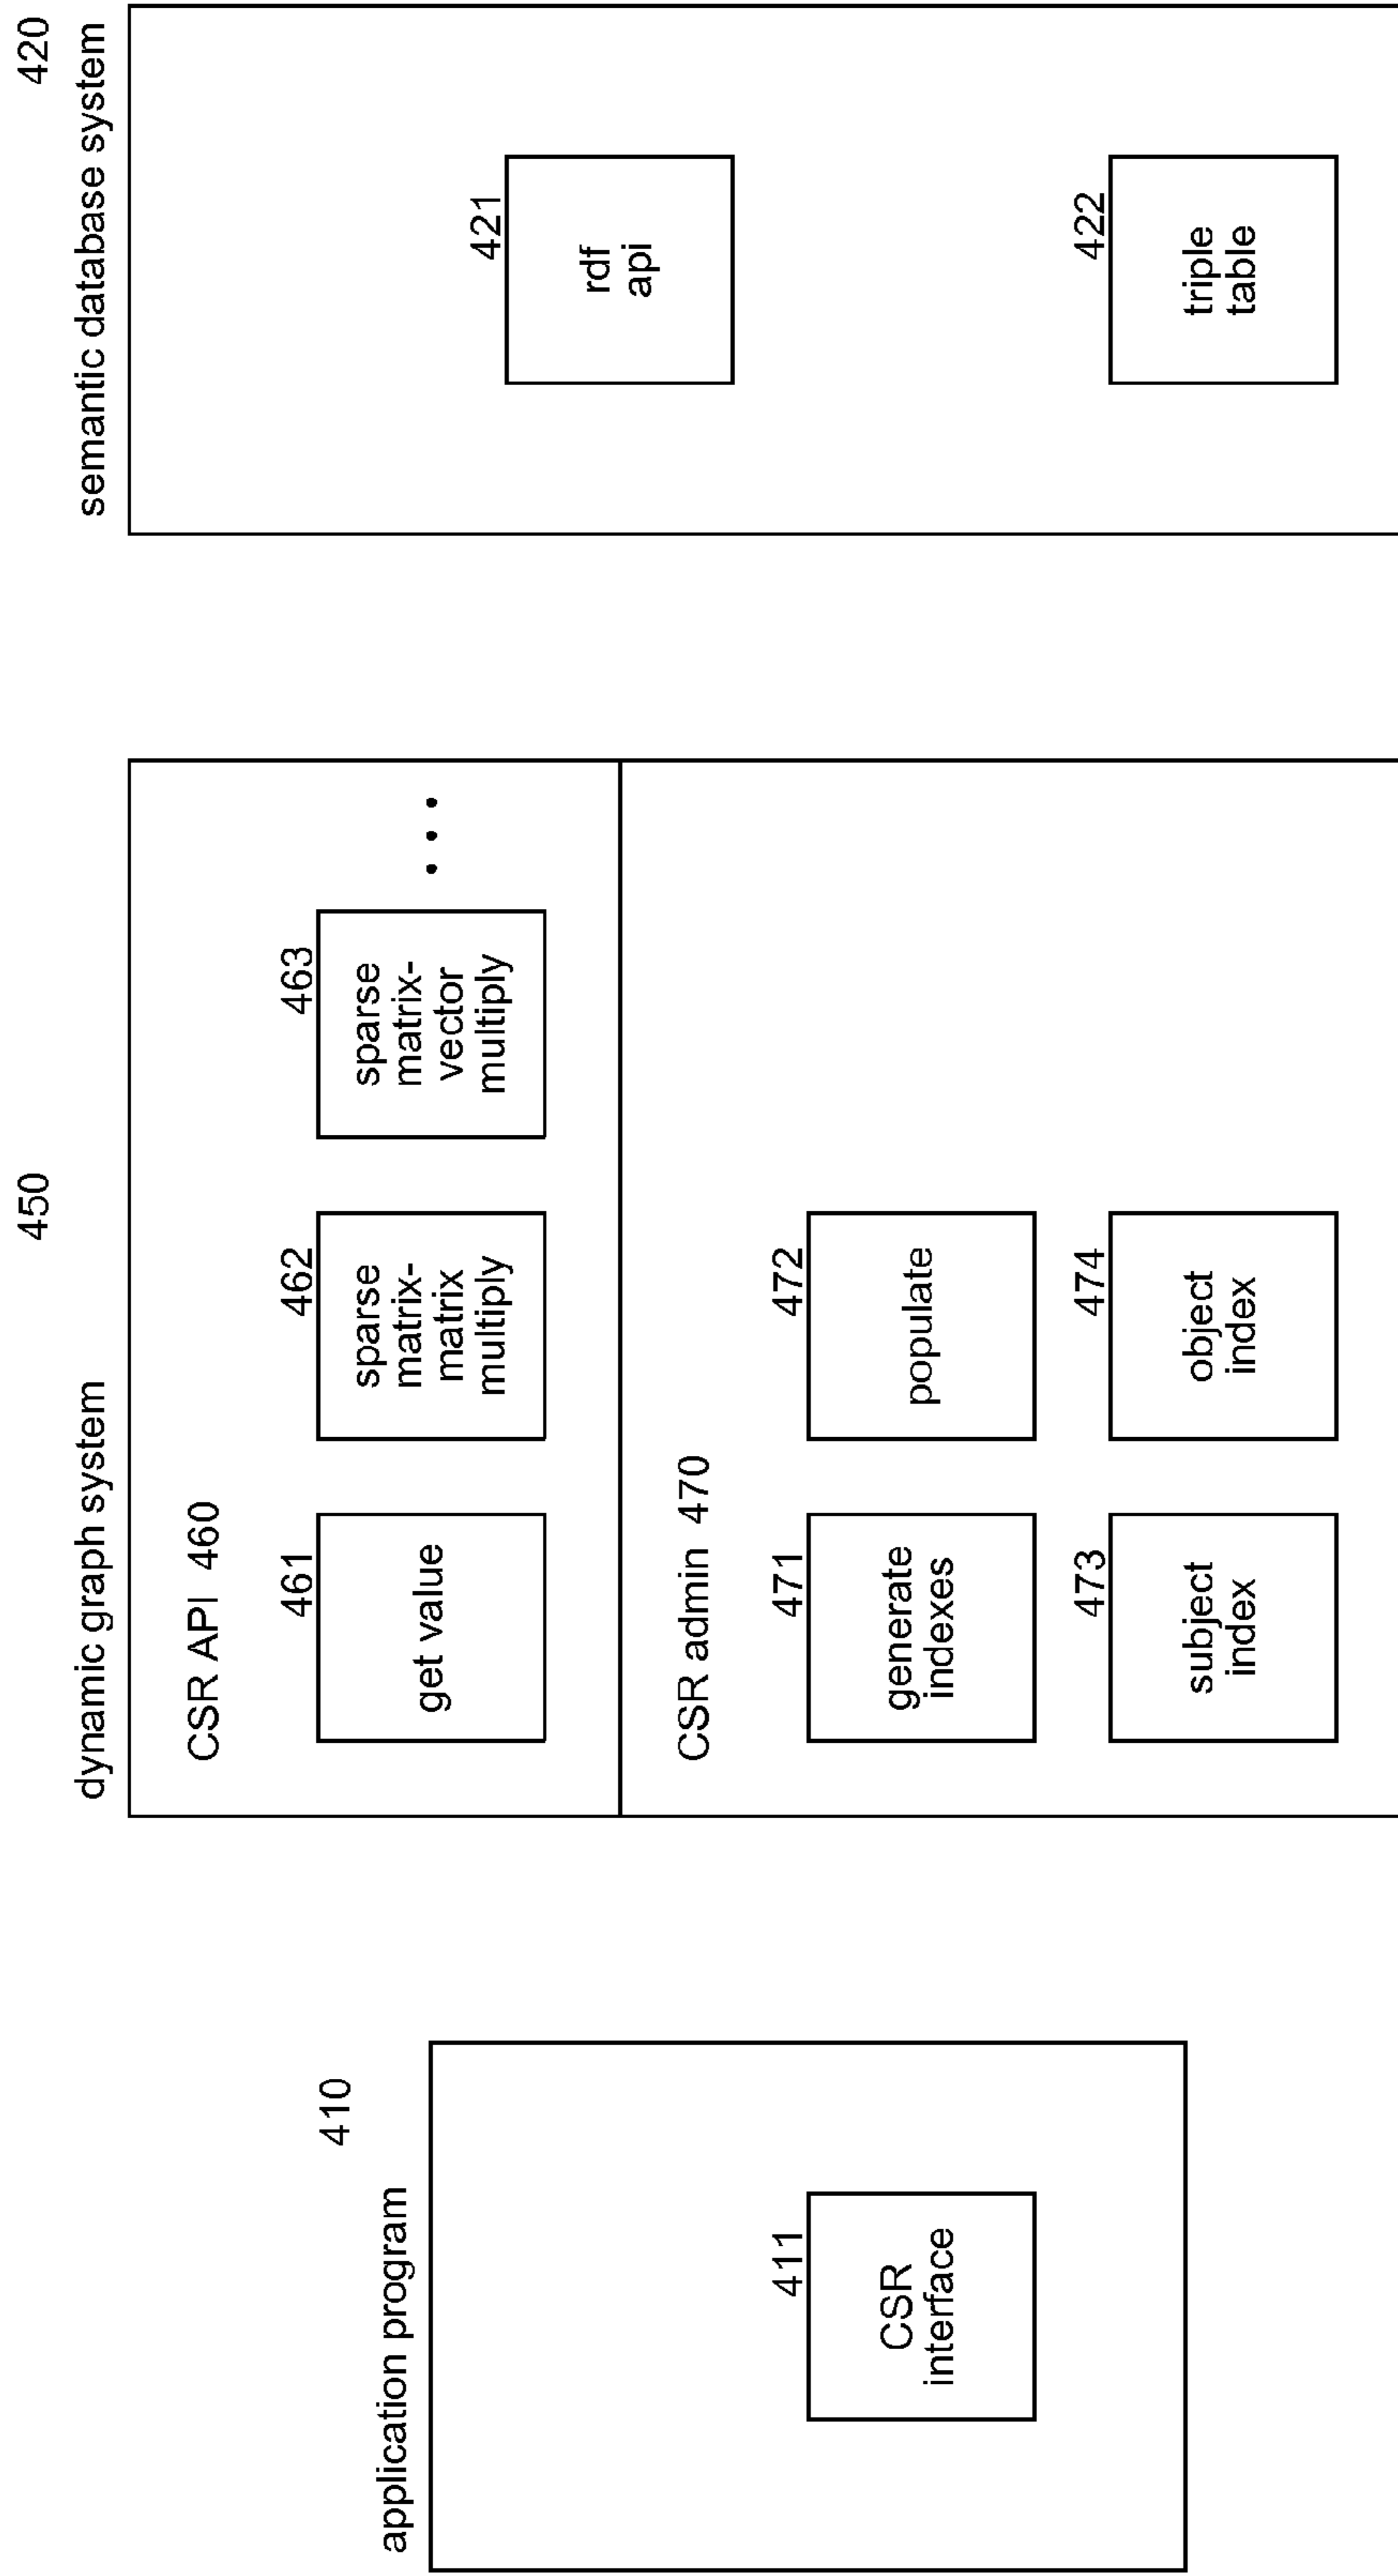 410
application program
411
CSR
interface
450
dynamic graph system
CSR API 460
461
get value
462
sparse
matrix-
matrix
multiply
463
sparse
matrix-
vector
multiply
CSR admin 470
471
generate
indexes
472
populate
473
subject
index
474
object
index
420
semantic database system
421
rdf
api
422
triple
table